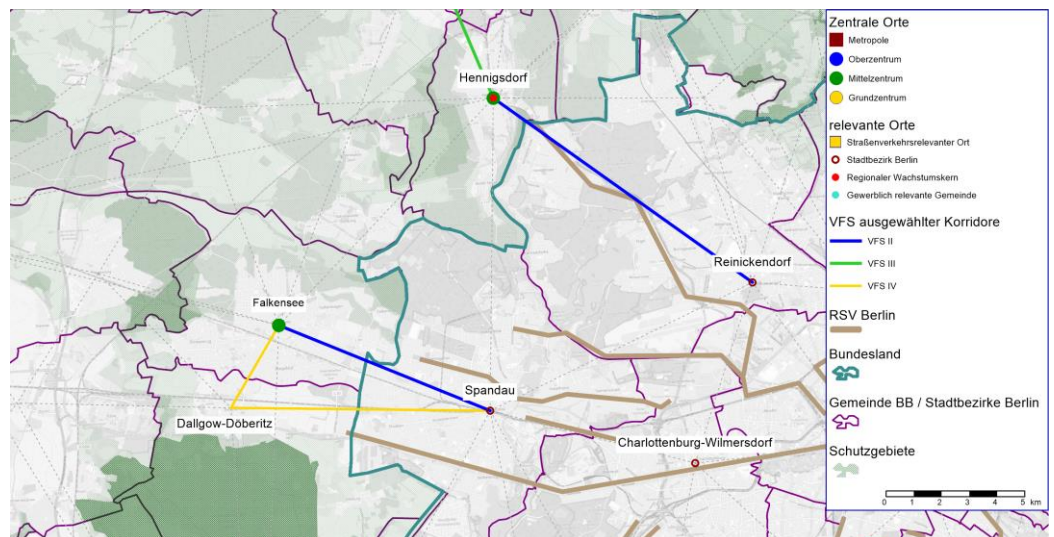 Hennigsdorf
Reinickendorf
Falkensee
Spandau
Dallgow-Döberitz
Charlottenburg-Wilmersdorf
Zentrale Orte
Metropole
Oberzentrum
Mittelzentrum
Grundzentrum
relevante Orte
Straßenverkehrsrelevanter Ort
Stadtbezirk Berlin
Regionaler Wachstumskern
Gewerblich relevante Gemeinde
VFS ausgewählter Korridore
VFS II
VFS III
VFS IV
RSV Berlin
Bundesland
Gemeinde BB / Stadtbezirke Berlin
Schutzgebiete
0 1 2 3 4 5
km